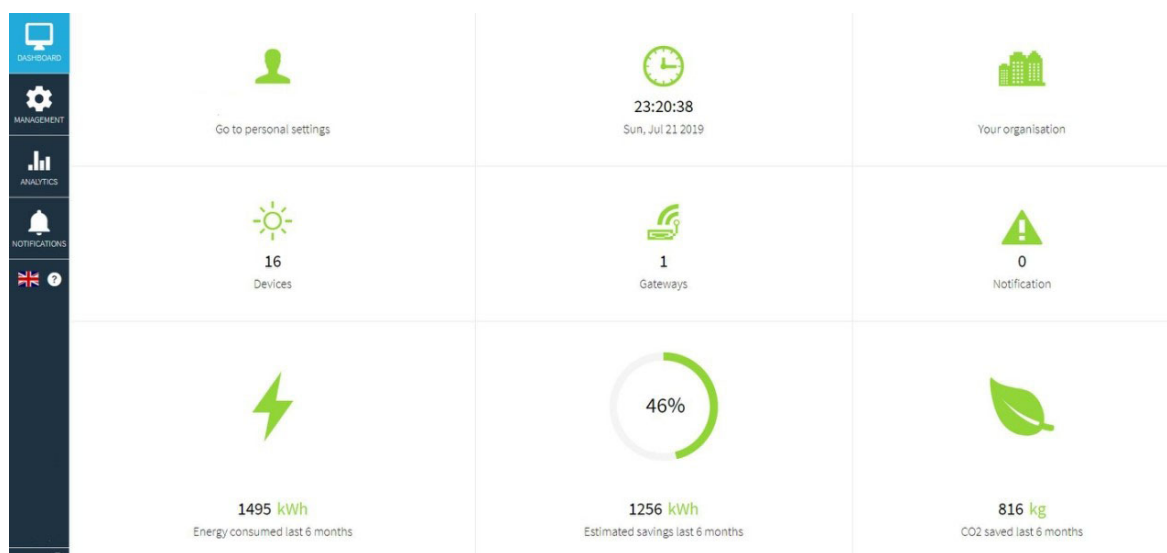 DASHBOARD
MANAGEMENT
ANALYTICS
NOTIFICATIONS
?
Go to personal settings
23:20:38
Sun, Jul 21 2019
Your organisation
16
Devices
1
Gateways
0
Notification
1495 kWh
Energy consumed last 6 months
46%
1256 kWh
Estimated savings last 6 months
816 kg
CO2 saved last 6 months